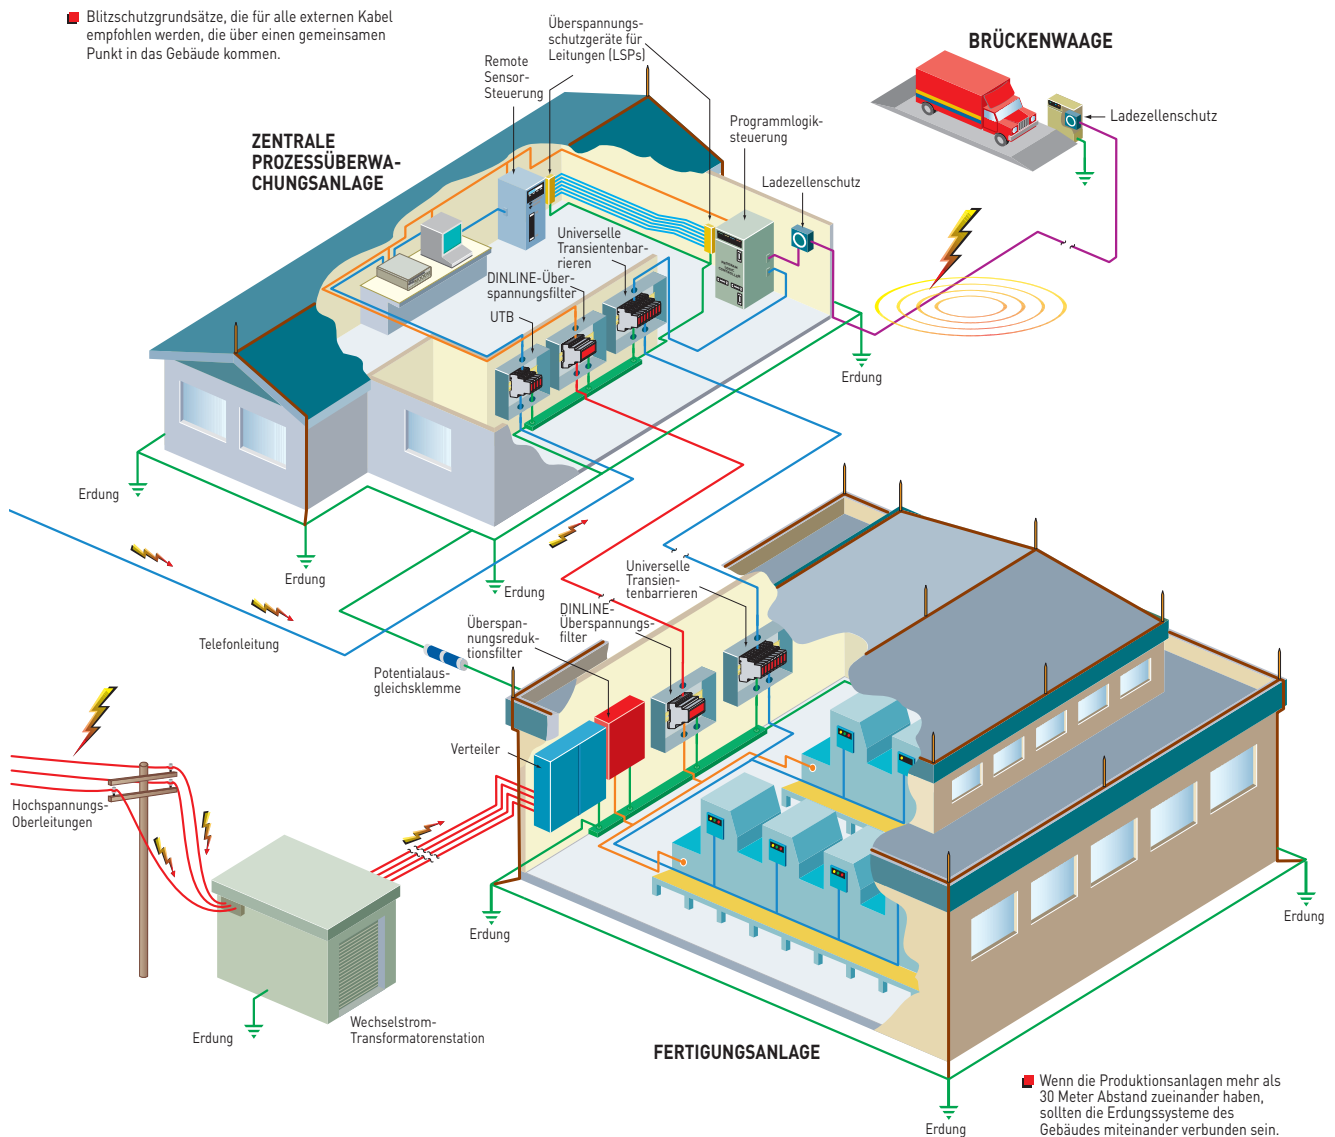 Blitzschutzgrundsätze, die für alle externen Kabel
empfohlen werden, die über einen gemeinsamen
Punkt in das Gebäude kommen.
Überspannungs-
schutzgeräte für
Leitungen (LSPs)
BRÜCKENWAAGE
Remote
Sensor-
Steuerung
Programmlogik-
steuerung
Ladezellenschutz
ZENTRALE
PROZESSÜBERWA-
CHUNGSANLAGE
Ladezellenschutz
Universelle
Transientenbar-
rieren
DINLINE-Über-
spannungsfilter
UTB
Erdung
Erdung
Erdung
Erdung
Telefonleitung
Universelle
Transien-
tenbarrieren
DINLINE-
Überspannungs-
filter
Überspan-
nungsreduk-
tionsfilter
Potentialaus-
gleichsklemme
Verteiler
Hochspannungs-
Oberleitungen
Erdung
Erdung
Erdung
Wechselstrom-
Transformatorenstation
FERTIGUNGSANLAGE
Wenn die Produktionsanlagen mehr als
30 Meter Abstand zueinander haben,
sollten die Erdungssysteme des
Gebäudes miteinander verbunden sein.
Erdung